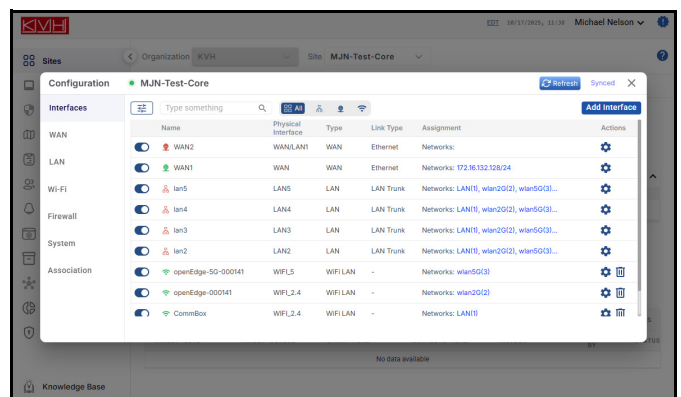 KVH
EDT 10/17/2025, 11:38 Michael Nelson
Sites
Organization KVH Site MJN-Test-Core
Configuration
MJN-Test-Core
Refresh Synced
Interfaces
WAN
LAN
Wi-Fi
Firewall
System
Association
Type something All Add Interface
Name Physical Interface Type Link Type Assignment Actions
WAN2 WAN/LAN1 WAN Ethernet Networks:
WAN1 WAN WAN Ethernet Networks: 172.16.132.128/24
lan5 LAN5 LAN LAN Trunk Networks: LAN(1), wlan2G(2), wlan5G(3)...
lan4 LAN4 LAN LAN Trunk Networks: LAN(1), wlan2G(2), wlan5G(3)...
lan3 LAN3 LAN LAN Trunk Networks: LAN(1), wlan2G(2), wlan5G(3)...
lan2 LAN2 LAN LAN Trunk Networks: LAN(1), wlan2G(2), wlan5G(3)...
openEdge-5G-000141 WIFI_5 WiFi LAN - Networks: wlan5G(3)
openEdge-000141 WIFI_2.4 WiFi LAN - Networks: wlan2G(2)
CommBox WIFI_2.4 WiFi LAN - Networks: LAN(1)
No data available
Knowledge Base